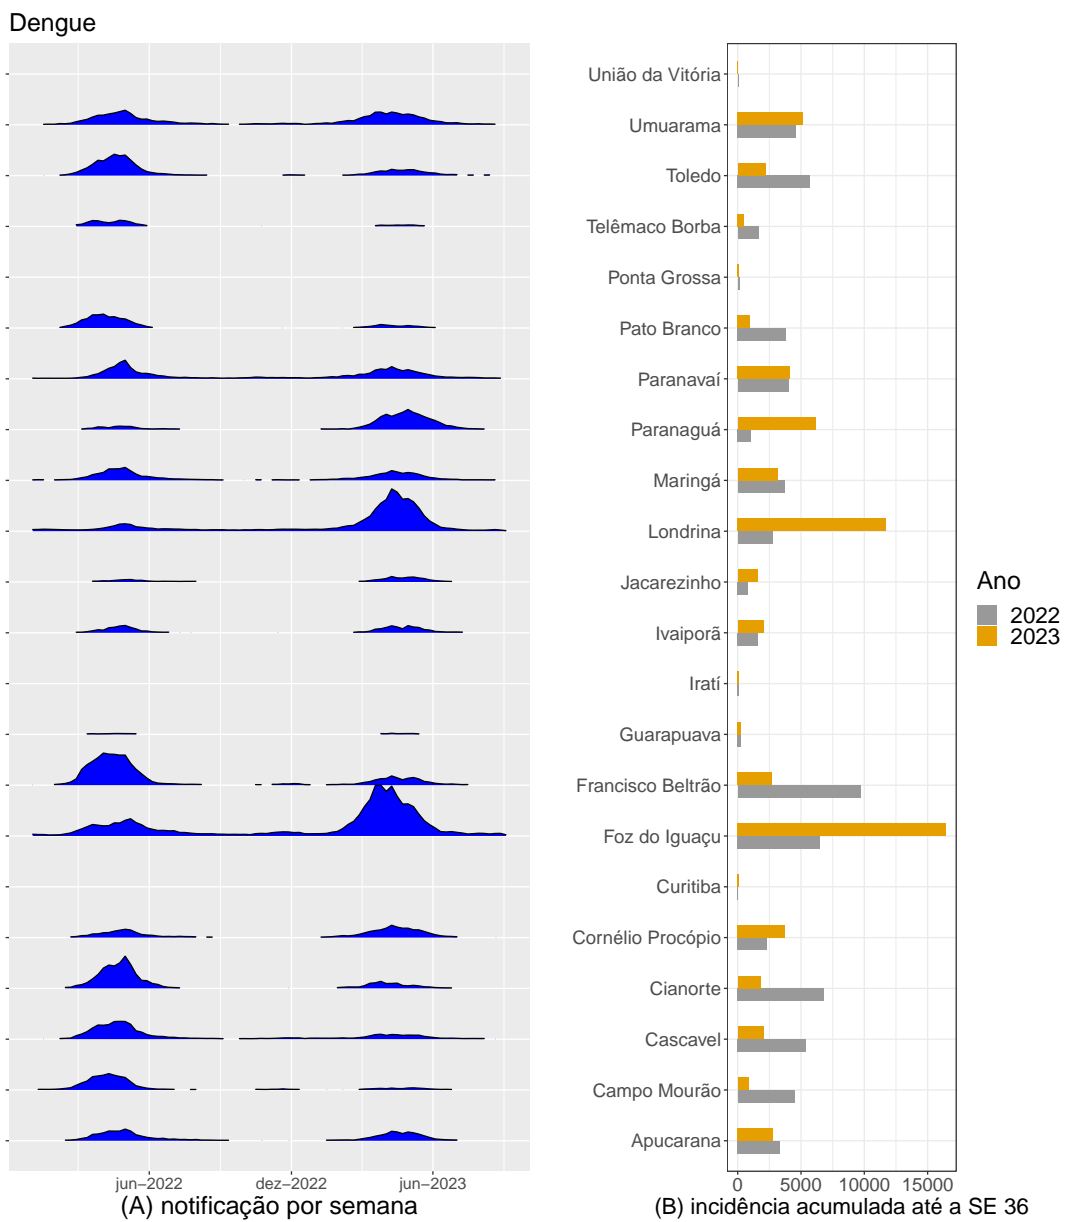 Dengue
União da Vitória
Umuarama
Toledo
Telêmaco Borba
Ponta Grossa
Pato Branco
Paranavaí
Paranaguá
Maringá
Londrina
Jacarezinho
Ivaiporã
Iratí
Guarapuava
Francisco Beltrão
Foz do Iguaçu
Curitiba
Cornélio Procópio
Cianorte
Cascavel
Campo Mourão
Apucarana
Ano
2022
2023
jun−2022 dez−2022 jun−2023
(A) notificação por semana
0 5000 10000 15000
(B) incidência acumulada até a SE 36